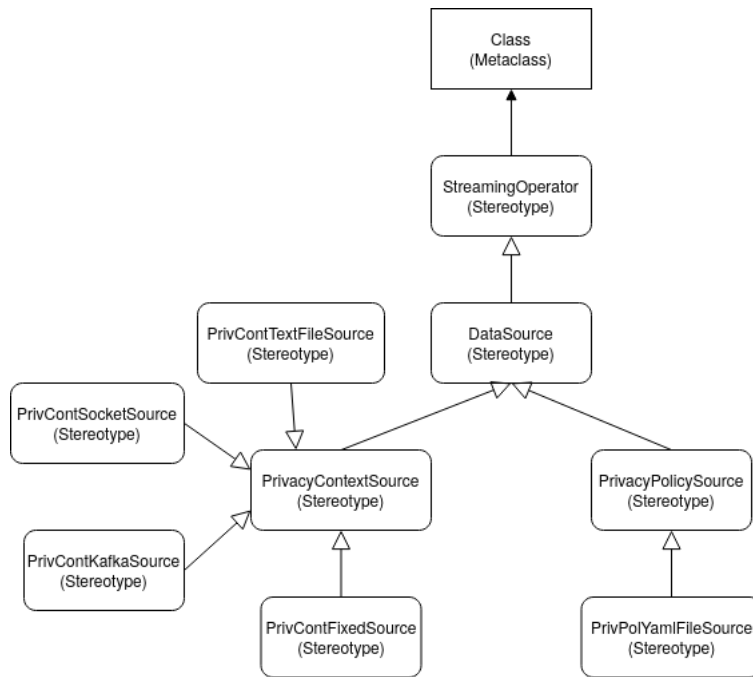 Class
(Metaclass)
StreamingOperator
(Stereotype)
PrivContTextFileSource
(Stereotype)
DataSource
(Stereotype)
PrivContSocketSource
(Stereotype)
PrivacyContextSource
(Stereotype)
PrivacyPolicySource
(Stereotype)
PrivContKafkaSource
(Stereotype)
PrivContFixedSource
(Stereotype)
PrivPolYamlFileSource
(Stereotype)